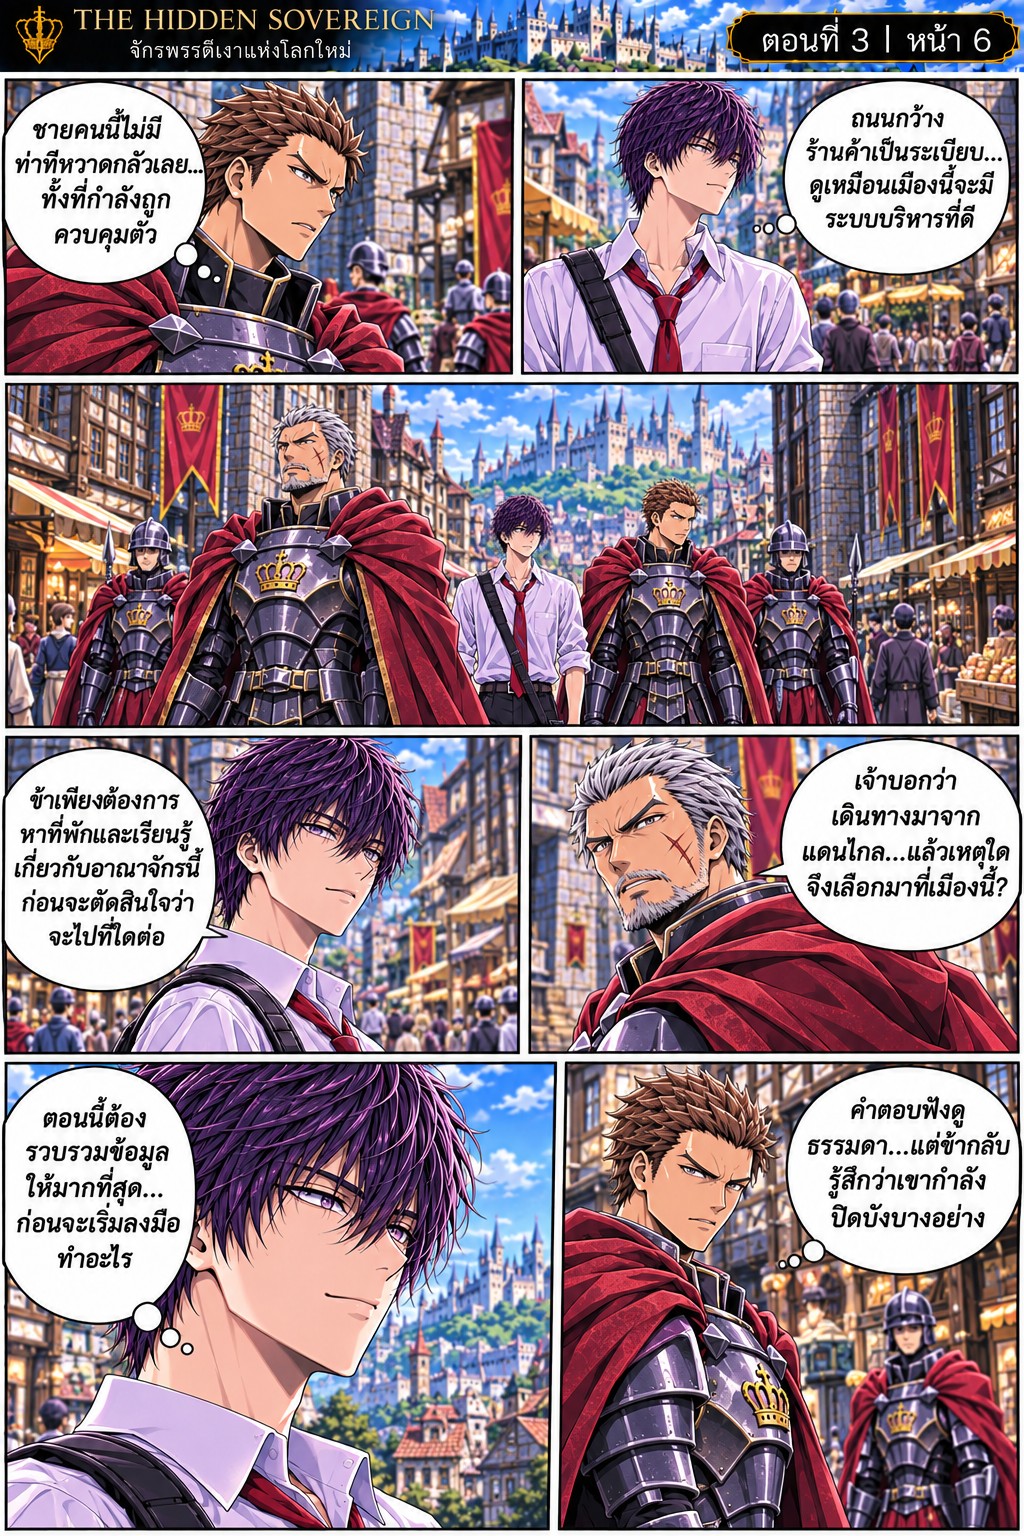 THE HIDDEN SOVEREIGN
จักรพรรดิเงาแห่งโลกใหม่
ตอนที่ 3 | หน้า 6
ชายคนนี้ไม่มี
ท่าทีหวาดกลัวเลย...
ทั้งที่กำลังถูก
ควบคุมตัว
ถนนกว้าง
ร้านค้าเป็นระเบียบ...
ดูเหมือนเมืองนี้จะมี
ระบบบริหารที่ดี
ข้าเพียงต้องการ
หาที่พักและเรียนรู้
เกี่ยวกับอาณาจักรนี้
ก่อนจะตัดสินใจว่า
จะไปที่ใดต่อ
เจ้าบอกว่า
เดินทางมาจาก
แดนไกล...แล้วเหตุใด
จึงเลือกมาที่เมืองนี้?
ตอนนี้ต้อง
รวบรวมข้อมูล
ให้มากที่สุด...
ก่อนจะเริ่มลงมือ
ทำอะไร
คำตอบฟังดู
ธรรมดา...แต่ข้ากลับ
รู้สึกว่าเขากำลัง
ปิดบังบางอย่าง